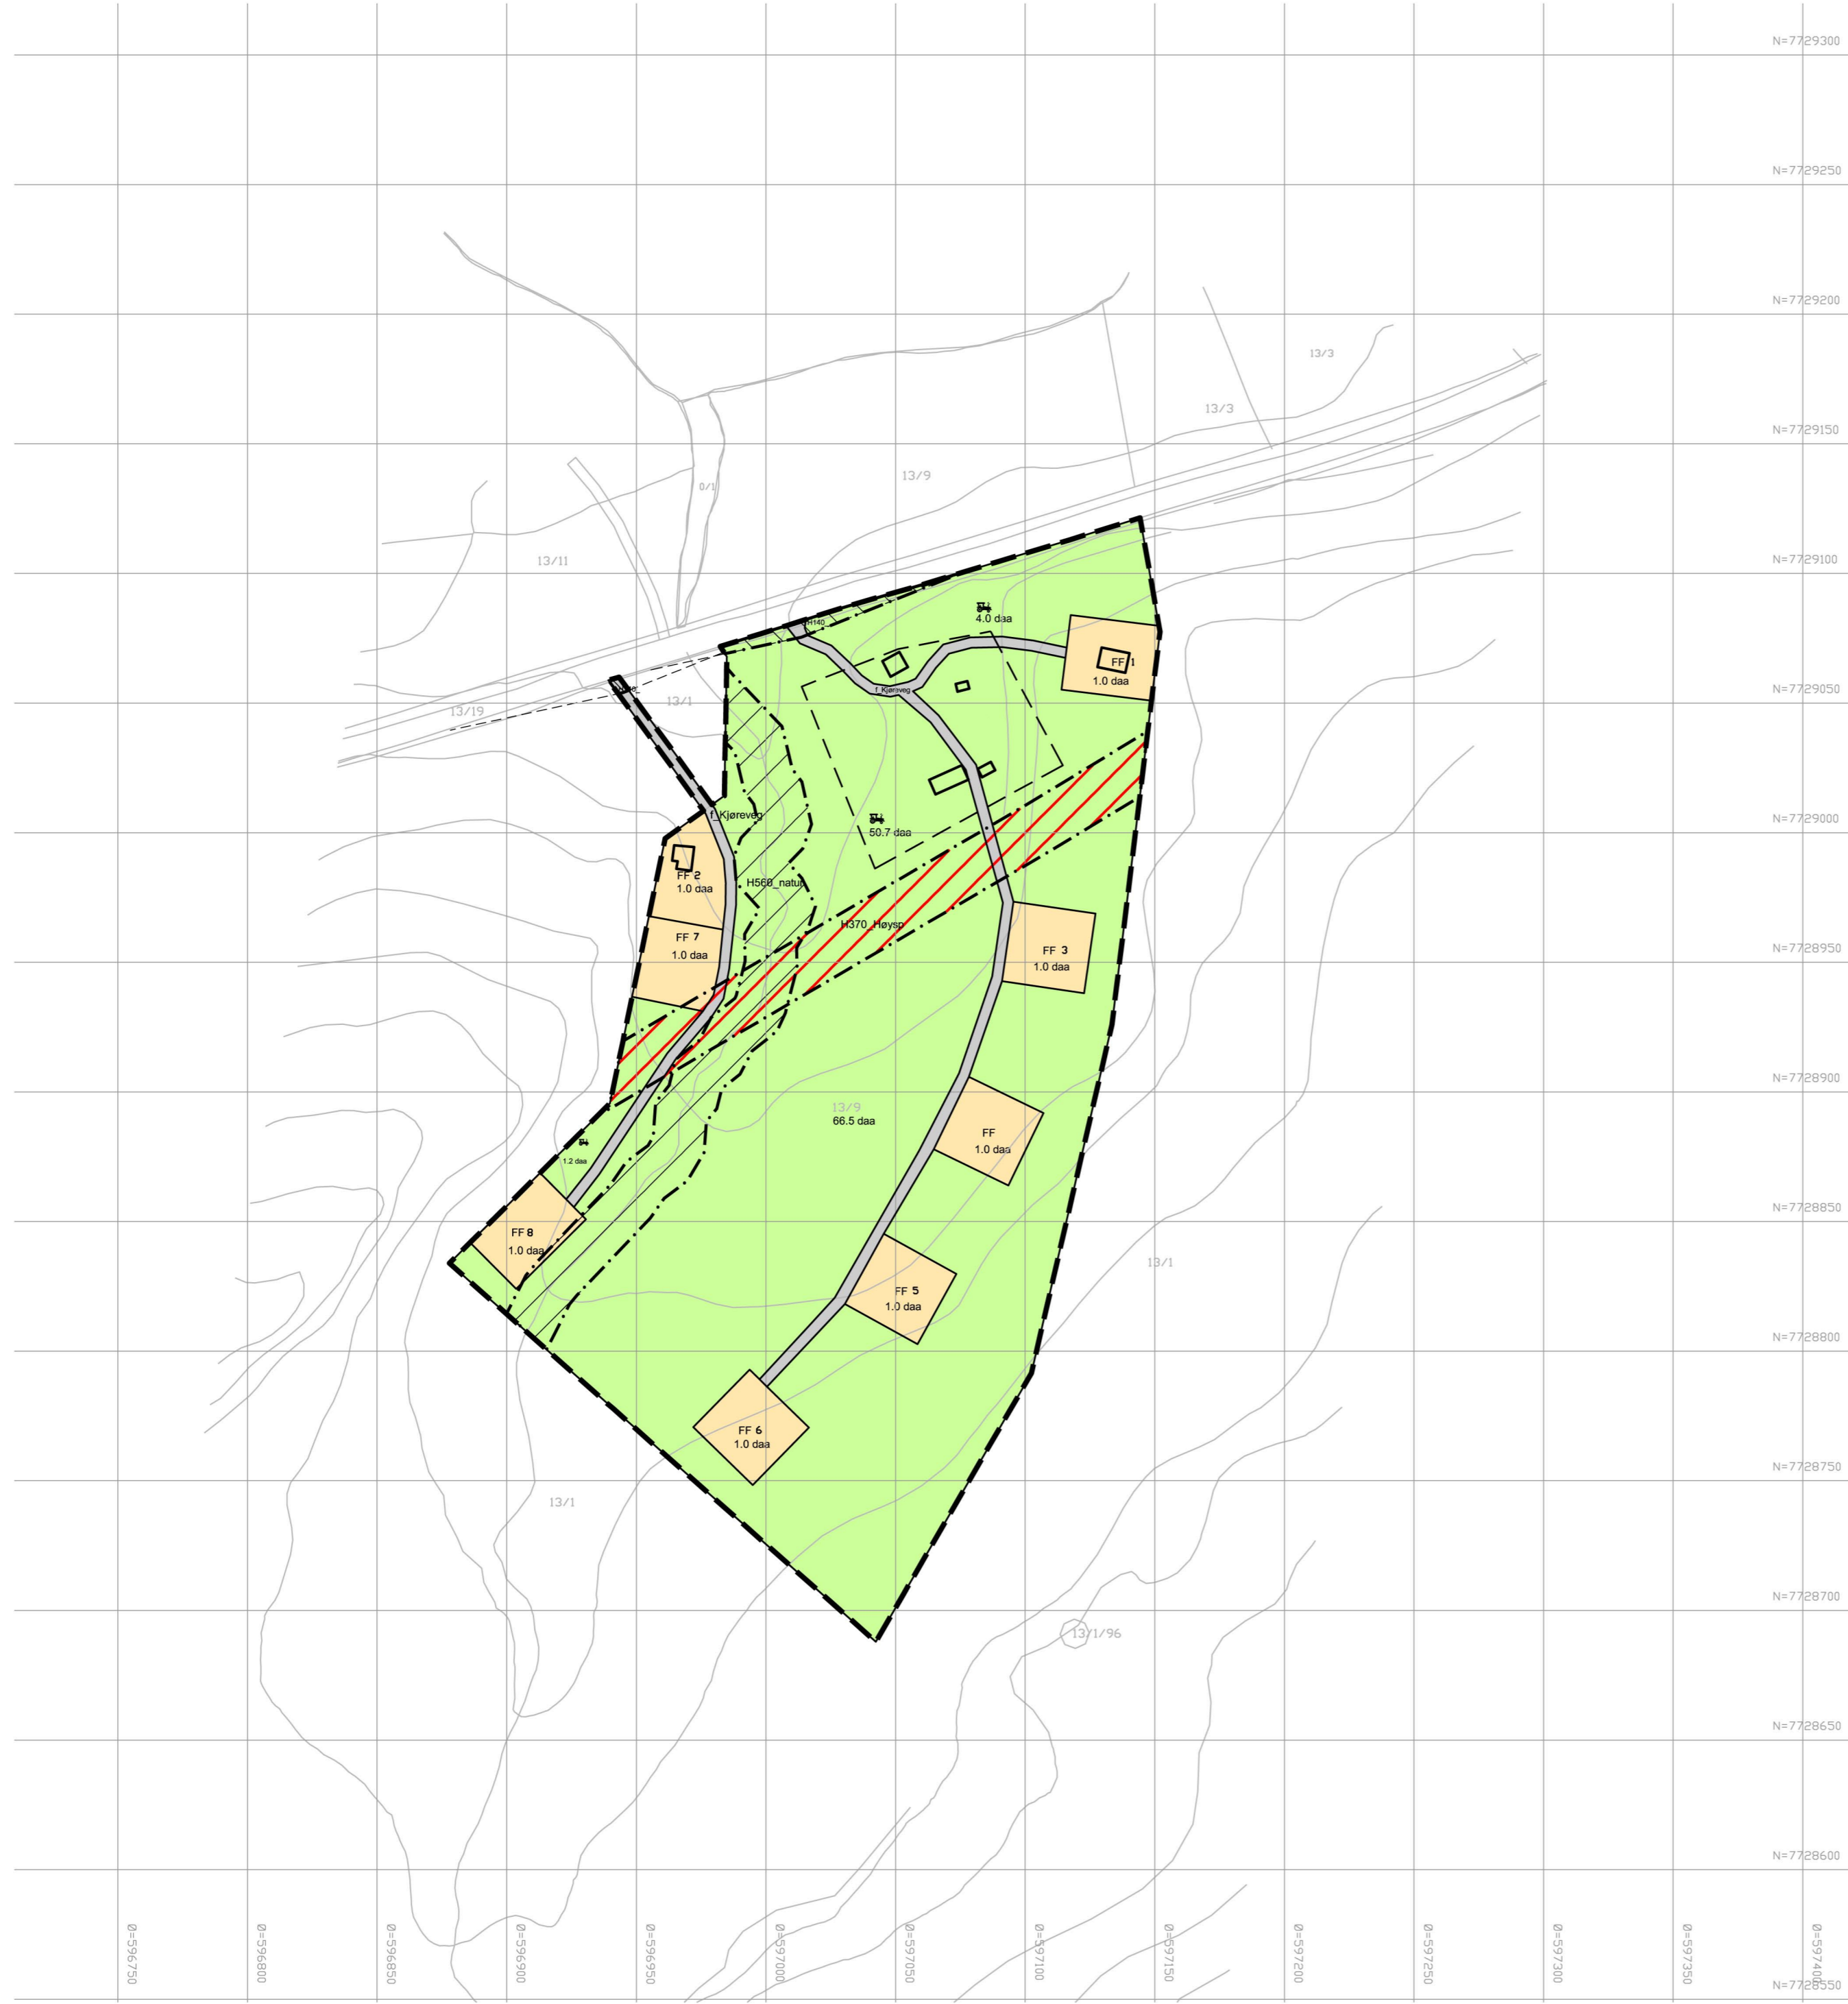 N=7729300
N=7729250
N=7729200
13/3
N=7729150
13/3
13/9
0/1
N=7729100
13/11
4.0 daa
H140_
FF 1
1.0 daa
f_Kjøreveg
N=7729050
13/1
13/19
f_Kjøreveg
N=7729000
50.7 daa
FF 2
1.0 daa
H560_natur
H370_Høysp
FF 7
1.0 daa
FF 3
1.0 daa
N=7728950
N=7728900
13/9
66.5 daa
FF
1.0 daa
1.2 daa
N=7728850
FF 8
1.0 daa
13/1
FF 5
1.0 daa
N=7728800
FF 6
1.0 daa
N=7728750
13/1
N=7728700
13/1/96
N=7728650
N=7728600
Ø=596750
Ø=596800
Ø=596850
Ø=596900
Ø=596950
Ø=597000
Ø=597050
Ø=597100
Ø=597150
Ø=597200
Ø=597250
Ø=597300
Ø=597350
Ø=597400
N=7728550